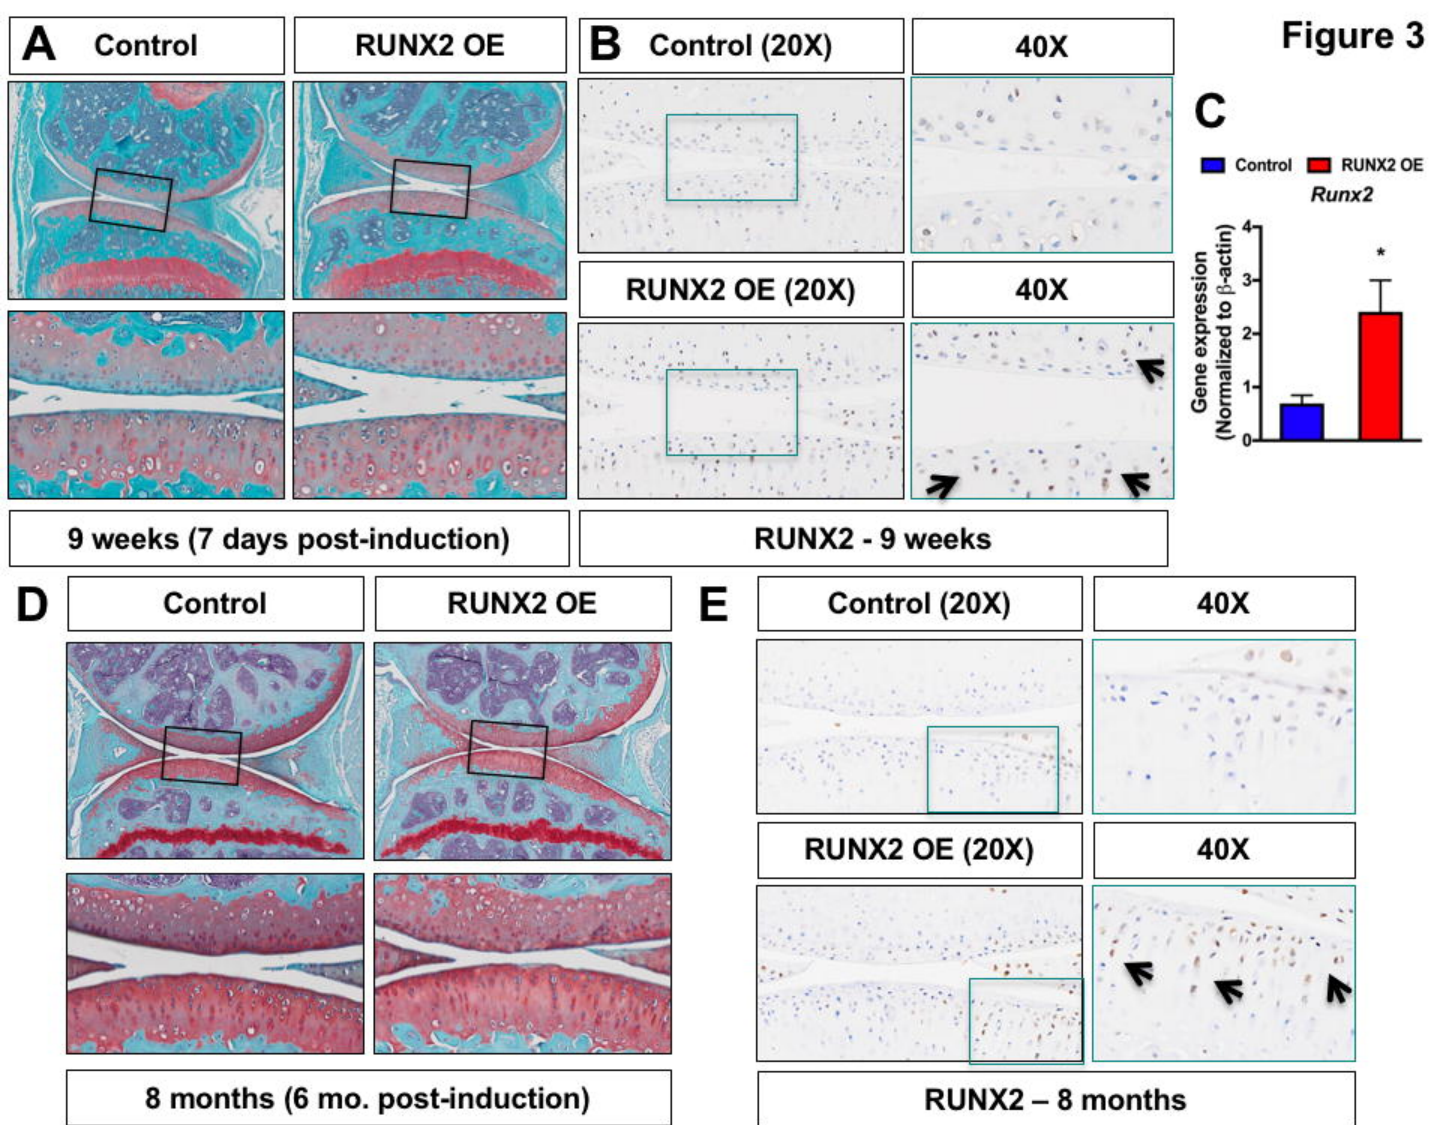 Figure 3
A
Control
RUNX2 OE
9 weeks (7 days post-induction)
B
Control (20X)
40X
RUNX2 OE (20X)
40X
RUNX2 - 9 weeks
C
Control
RUNX2 OE
Runx2
Gene expression
(Normalized to β-actin)
4
3
2
1
0
*
D
Control
RUNX2 OE
8 months (6 mo. post-induction)
E
Control (20X)
40X
RUNX2 OE (20X)
40X
RUNX2 – 8 months